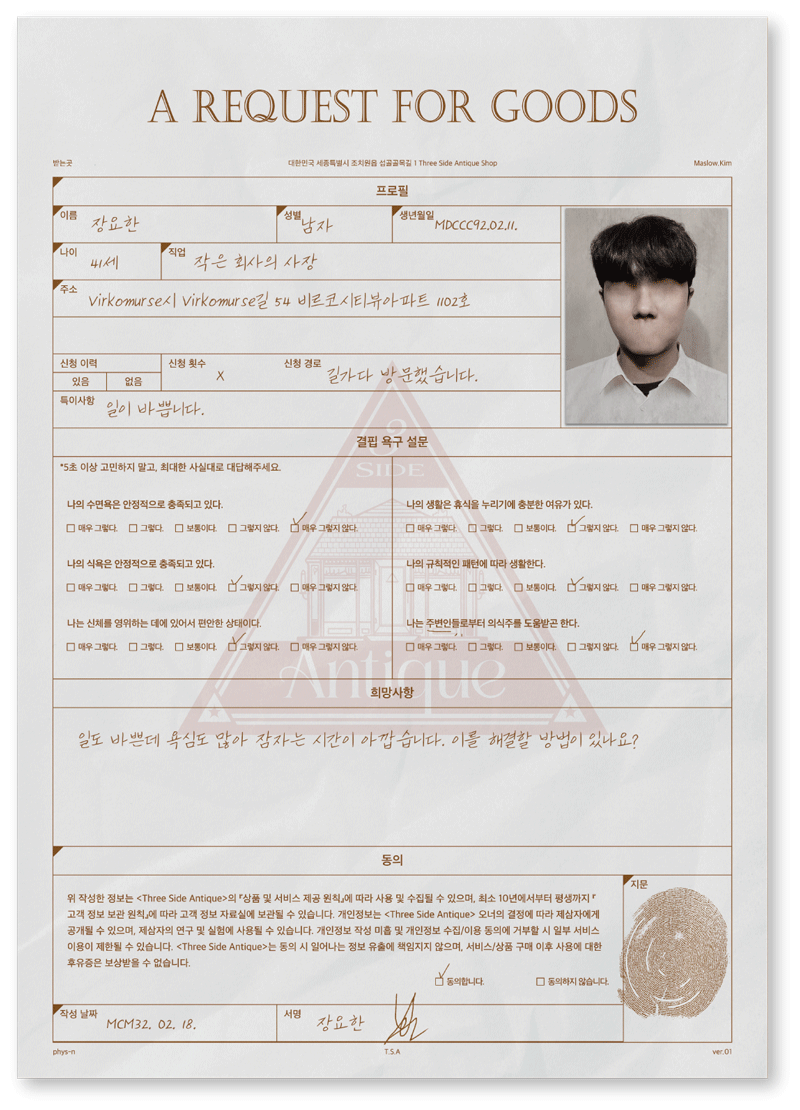 A REQUEST FOR GOODS
받는곳 대한민국 세종특별시 조치원읍 섭골골목길 I Three Side Antique Shop Maslow.Kim
프로필
이름 장요한 성별 남자 생년월일 MDCCC92.02.11.
나이 41세 직업 작은 회사의 사장
주소 Virkomurse시 Virkomurse길 54 비르코시티뷰아파트 1102호
신청 이력 신청 횟수 X 신청 경로 길가다 방문했습니다.
있음 없음
특이사항 일이 바쁩니다.
결핍 욕구 설문
*5초 이상 고민하지 말고, 최대한 사실대로 대답해주세요.
나의 수면욕은 안정적으로 충족되고 있다.
매우 그렇다. 그렇다. 보통이다. 그렇지 않다. 매우 그렇지 않다.
나의 식욕은 안정적으로 충족되고 있다.
매우 그렇다. 그렇다. 보통이다. 그렇지 않다. 매우 그렇지 않다.
나는 신체를 영위하는 데에 있어서 편안한 상태이다.
매우 그렇다. 그렇다. 보통이다. 그렇지 않다. 매우 그렇지 않다.
나의 생활은 휴식을 누리기에 충분한 여유가 있다.
매우 그렇다. 그렇다. 보통이다. 그렇지 않다. 매우 그렇지 않다.
나의 규칙적인 패턴에 따라 생활한다.
매우 그렇다. 그렇다. 보통이다. 그렇지 않다. 매우 그렇지 않다.
나는 주변인들로부터 의식주를 도움받곤 한다.
매우 그렇다. 그렇다. 보통이다. 그렇지 않다. 매우 그렇지 않다.
3
SIDE
Antique
희망사항
일도 바쁜데 욕심도 많아 잠자는 시간이 아깝습니다. 이를 해결할 방법이 있나요?
동의
위 작성한 정보는 <Three Side Antique>의 『상품 및 서비스 제공 원칙』에 따라 사용 및 수집될 수 있으며, 최소 10년에서부터 평생까지 『
고객 정보 보관 원칙』에 따라 고객 정보 자료실에 보관될 수 있습니다. 개인정보는 <Three Side Antique> 오너의 결정에 따라 제삼자에게
공개될 수 있으며, 제삼자의 연구 및 실험에 사용될 수 있습니다. 개인정보 작성 미흡 및 개인정보 수집/이용 동의에 거부할 시 일부 서비스
이용이 제한될 수 있습니다. <Three Side Antique>는 동의 시 일어나는 정보 유출에 책임지지 않으며, 서비스/상품 구매 이후 사용에 대한
후유증은 보상받을 수 없습니다.
동의합니다. 동의하지 않습니다.
지문
작성 날짜 MCM32. 02. 18. 서명 장요한
phys-n T.S.A ver.01